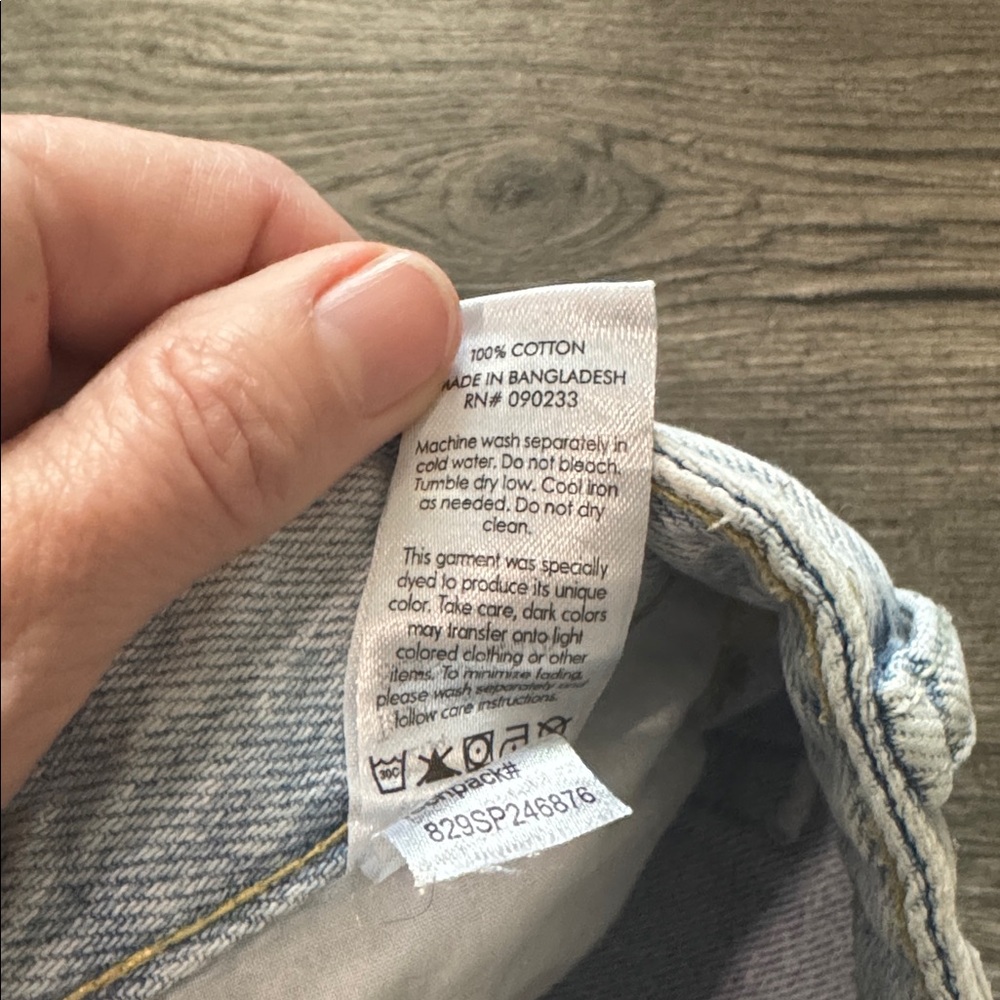 100% COTTON
MADE IN BANGLADESH
RN# 090233
Machine wash separately in
cold water. Do not bleach.
Tumble dry low. Cool iron
as needed. Do not dry
clean.
This garment was specially
dyed to produce its unique
color. Take care, dark colors
may transfer onto light
colored clothing or other
items. To minimize fading,
please wash separately and
follow care instructions.
30C
829SP246876